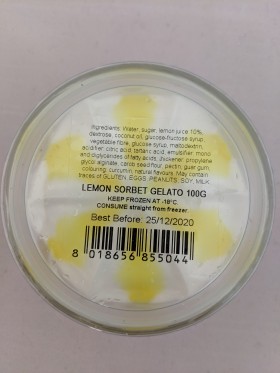 Ingredients: Water, sugar, lemon juice 10%,
dextrose, coconut oil, glucose-fructose syrup,
vegetable fibre, glucose syrup, maltodextrin,
acidifier: citric acid, tartaric acid, emulsifier: mono
and diglycerides of fatty acids, thickener, propylene
glycol alginate, carob seed flour, pectin, guar gum,
colouring: curcumin, natural flavours. May contain
traces of GLUTEN, EGGS, PEANUTS, SOY, MILK
LEMON SORBET GELATO 100G
KEEP FROZEN AT -18°C
CONSUME straight from freezer.
Best Before: 25/12/2020
8 018656 855044